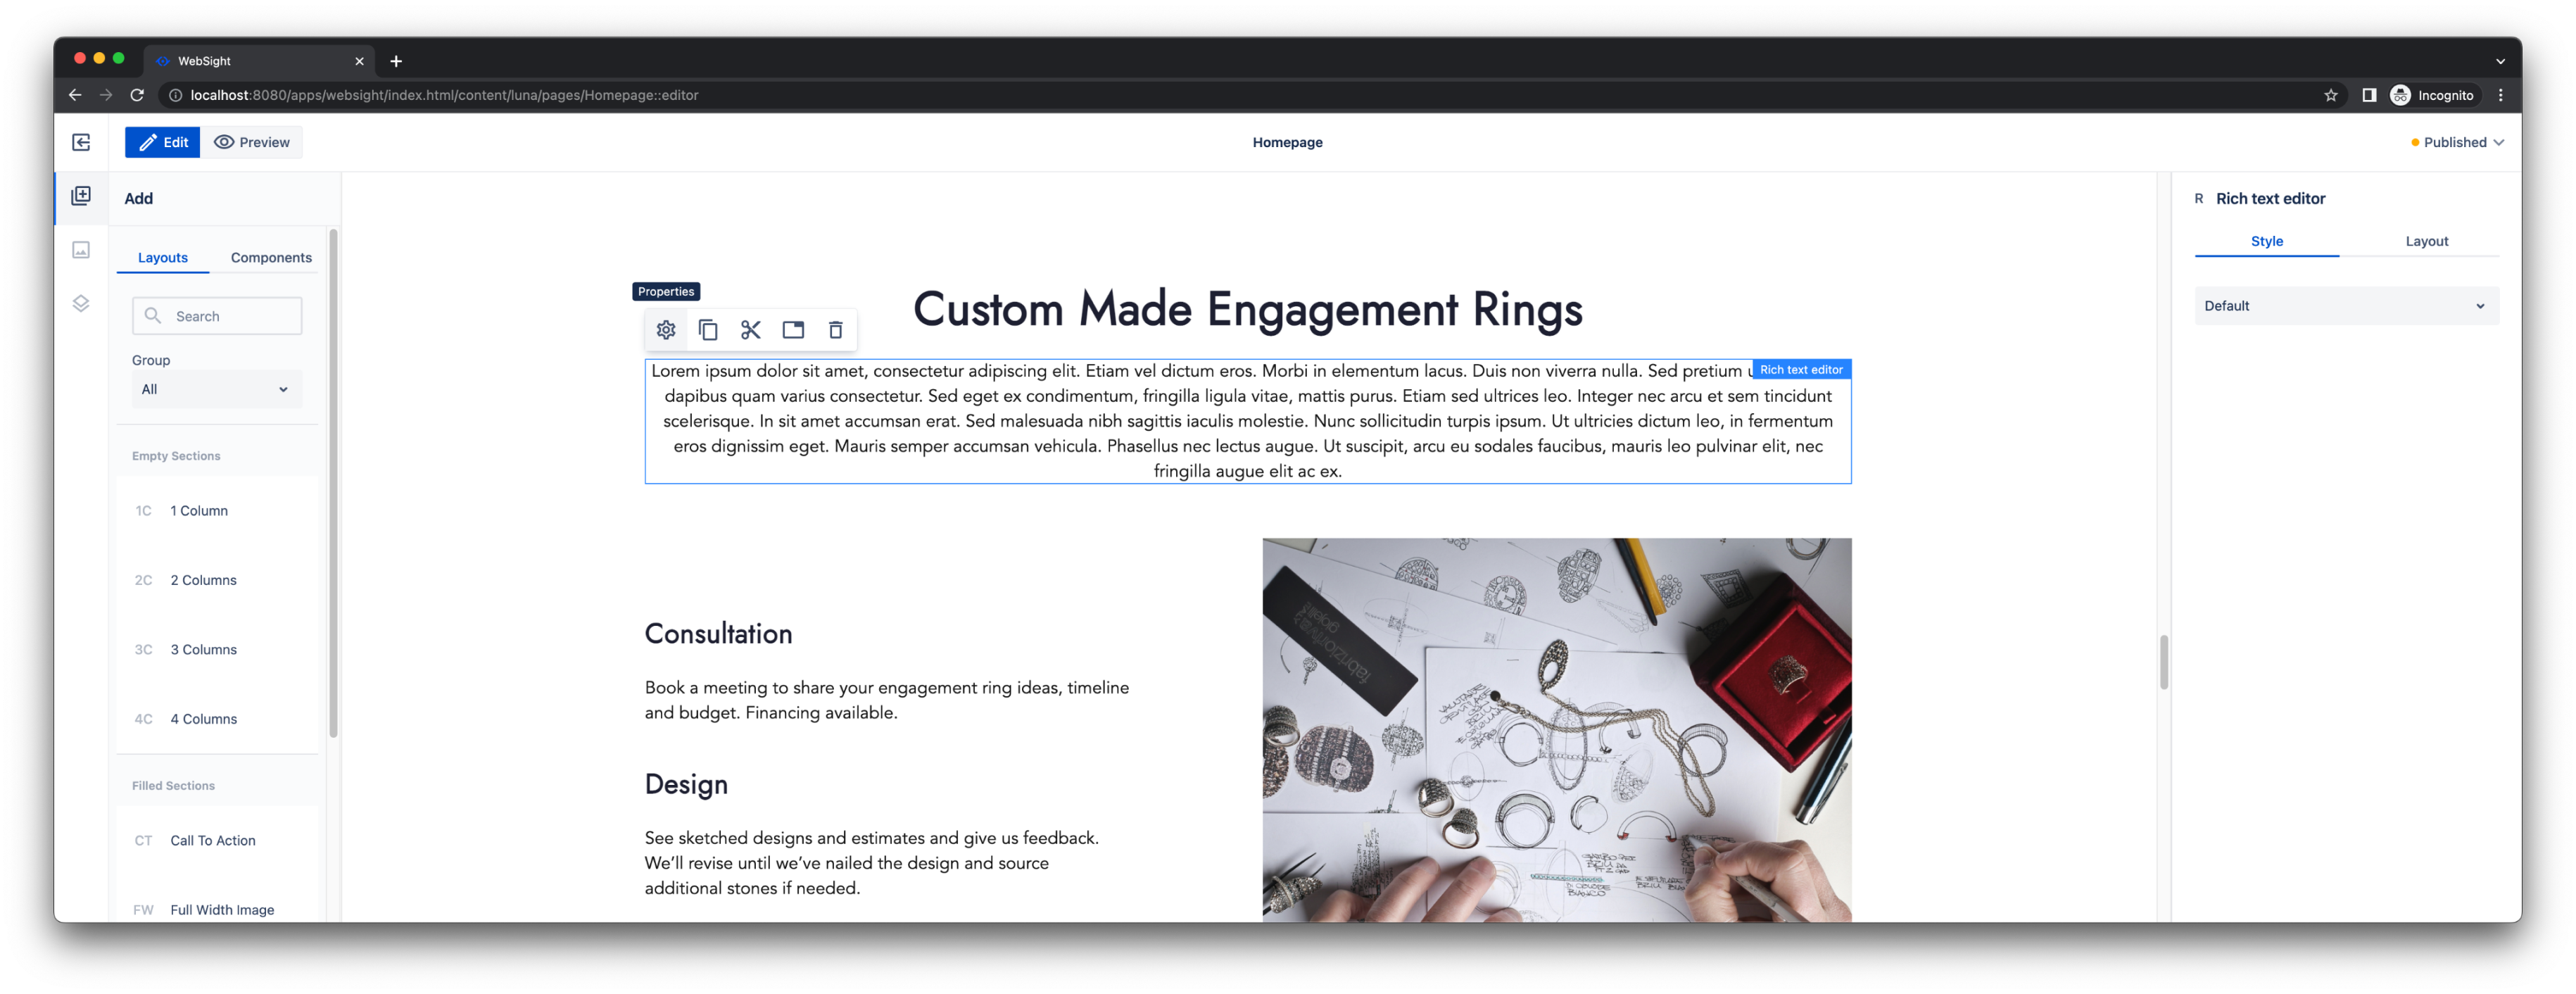 WebSight
localhost:8080/apps/websight/index.html/content/luna/pages/Homepage::editor
Incognito
Edit
Preview
Homepage
Published
Add
Layouts
Components
Search
Group
All
Empty Sections
1C 1 Column
2C 2 Columns
3C 3 Columns
4C 4 Columns
Filled Sections
CT Call To Action
FW Full Width Image
Properties
Custom Made Engagement Rings
Rich text editor
Lorem ipsum dolor sit amet, consectetur adipiscing elit. Etiam vel dictum eros. Morbi in elementum lacus. Duis non viverra nulla. Sed pretium
dapibus quam varius consectetur. Sed eget ex condimentum, fringilla ligula vitae, mattis purus. Etiam sed ultrices leo. Integer nec arcu et sem tincidunt
scelerisque. In sit amet accumsan erat. Sed malesuada nibh sagittis iaculis molestie. Nunc sollicitudin turpis ipsum. Ut ultricies dictum leo, in fermentum
eros dignissim eget. Mauris semper accumsan vehicula. Phasellus nec lectus augue. Ut suscipit, arcu eu sodales faucibus, mauris leo pulvinar elit, nec
fringilla augue elit ac ex.
Consultation
Book a meeting to share your engagement ring ideas, timeline
and budget. Financing available.
Design
See sketched designs and estimates and give us feedback.
We’ll revise until we’ve nailed the design and source
additional stones if needed.
R Rich text editor
Style
Layout
Default